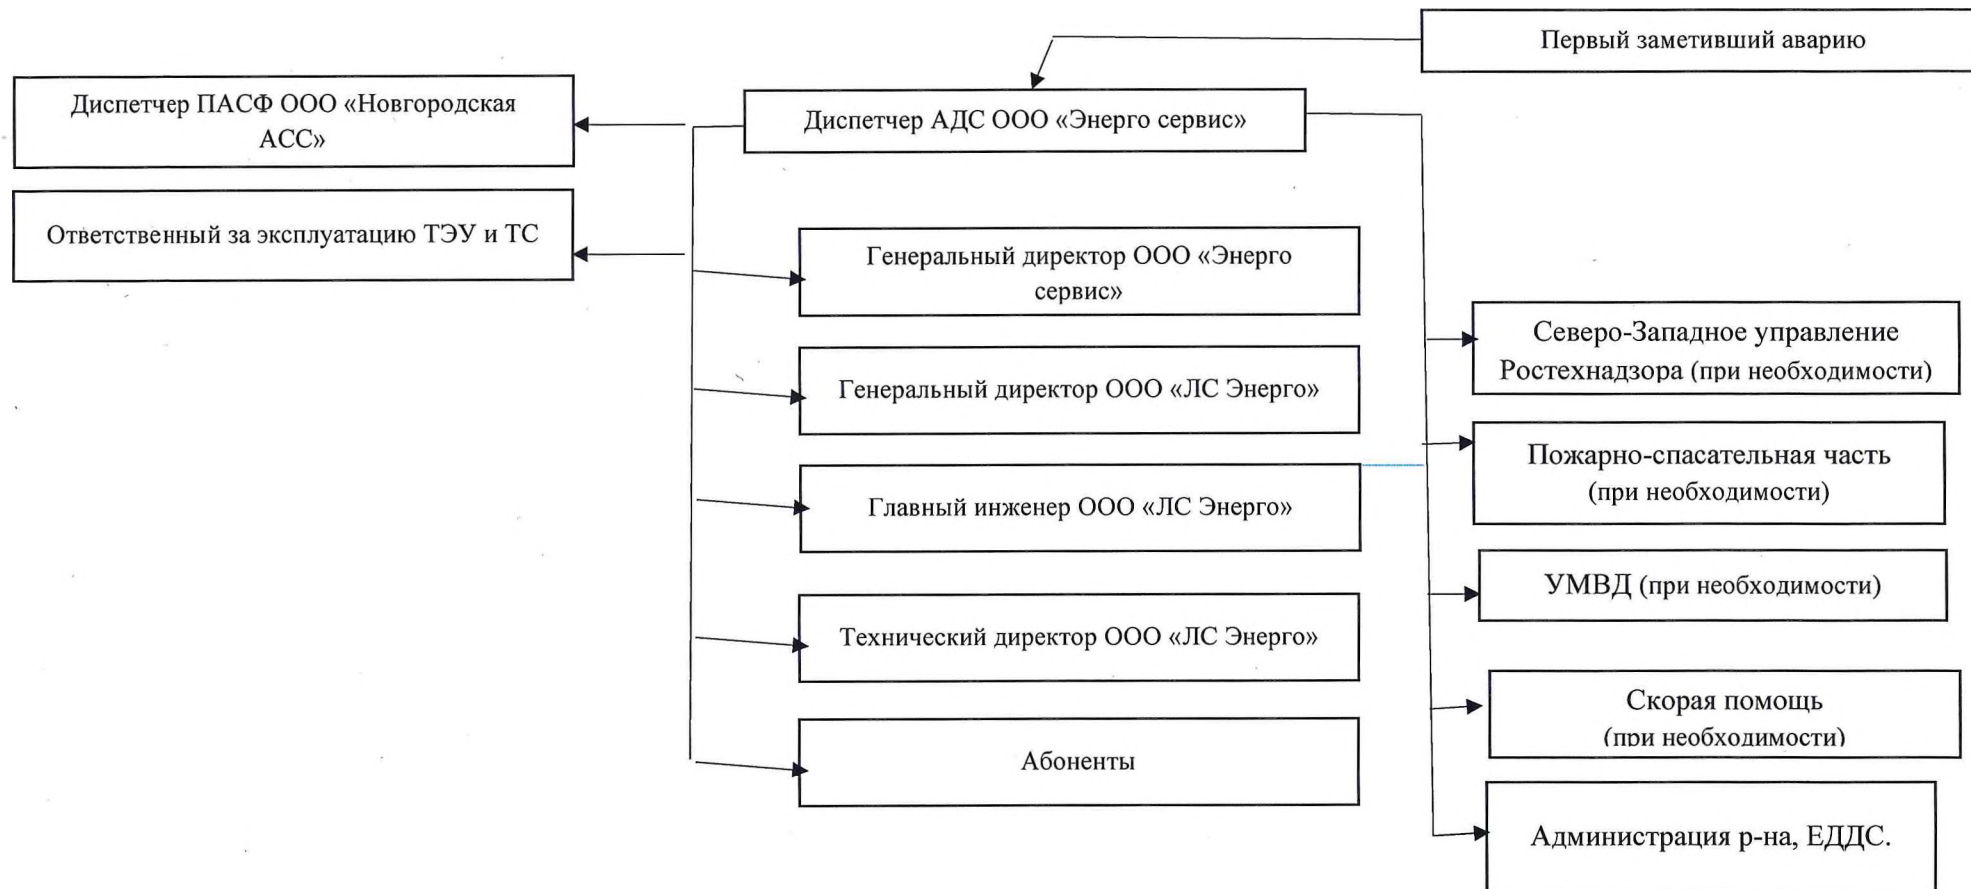 Первый заметивший аварию
Диспетчер ПАСФ ООО «Новгородская
АСС»
Диспетчер АДС ООО «Энерго сервис»
Ответственный за эксплуатацию ТЭУ и ТС
Генеральный директор ООО «Энерго
сервис»
Генеральный директор ООО «ЛС Энерго»
Главный инженер ООО «ЛС Энерго»
Технический директор ООО «ЛС Энерго»
Абоненты
Северо-Западное управление
Ростехнадзора (при необходимости)
Пожарно-спасательная часть
(при необходимости)
УМВД (при необходимости)
Скорая помощь
(при необходимости)
Администрация р-на, ЕДДС.